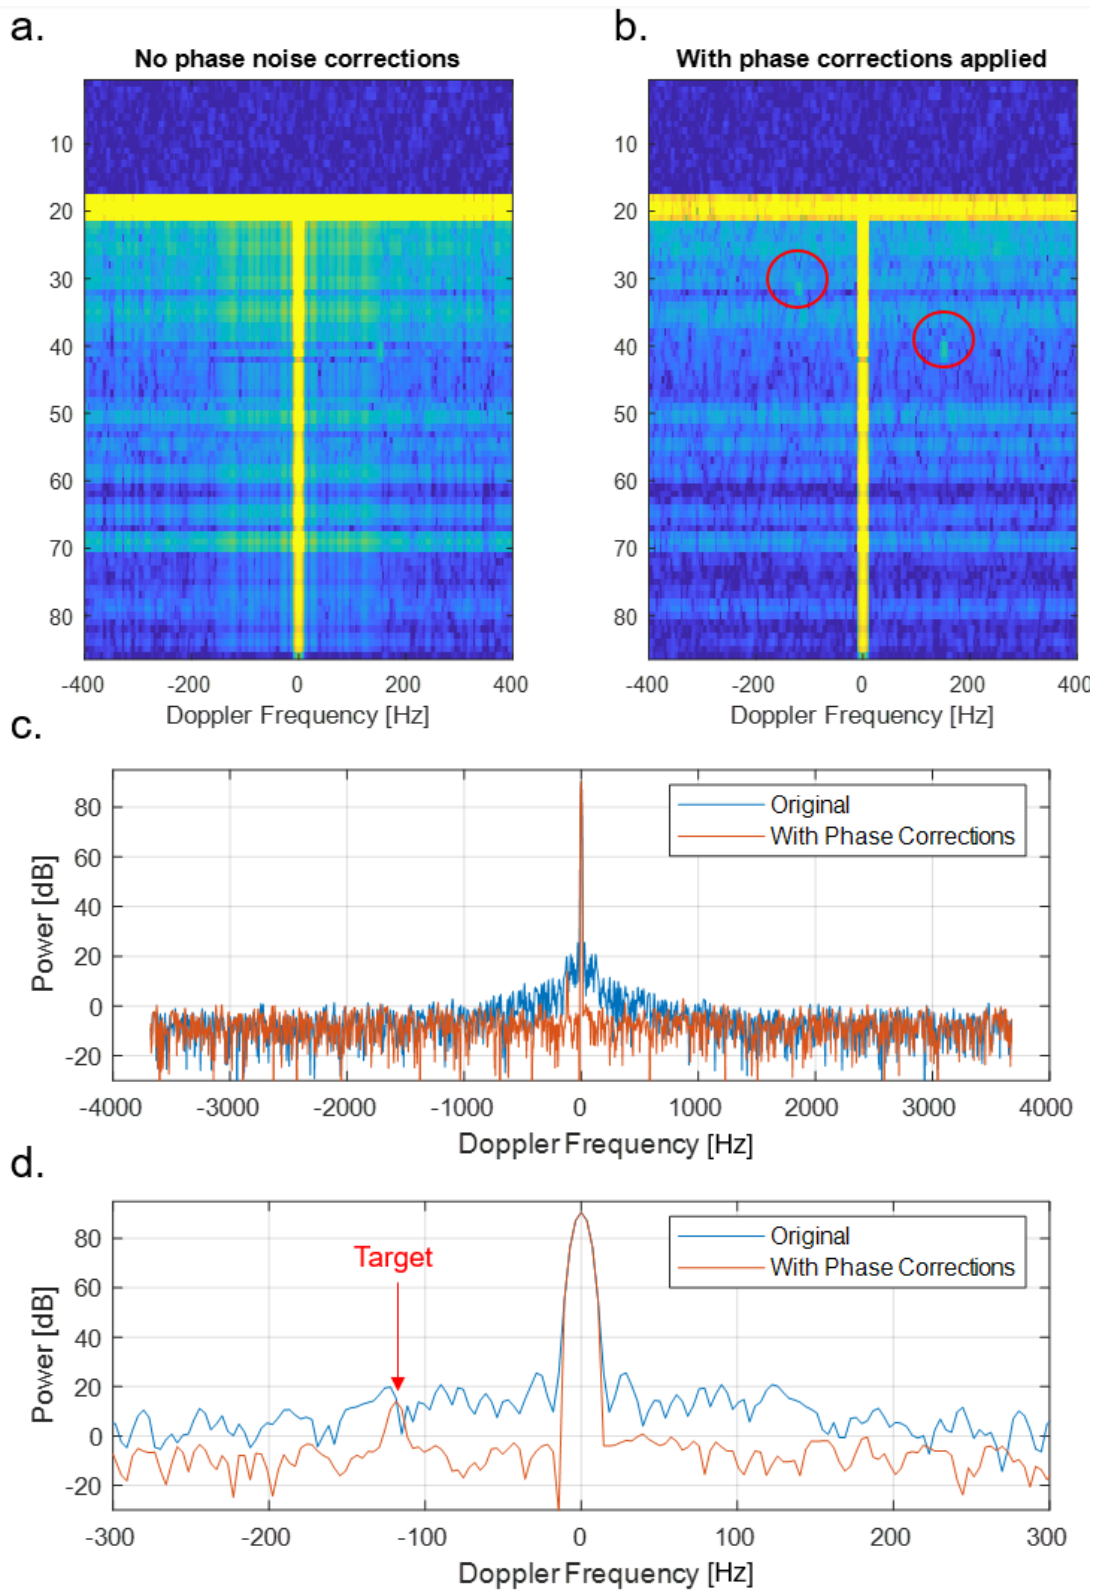 a.
b.
No phase noise corrections
With phase corrections applied
10
20
30
40
50
60
70
80
-400 -200 0 200 400
Doppler Frequency [Hz]
10
20
30
40
50
60
70
80
-400 -200 0 200 400
Doppler Frequency [Hz]
c.
Original
With Phase Corrections
Power [dB]
80
60
40
20
0
-20
-4000 -3000 -2000 -1000 0 1000 2000 3000 4000
Doppler Frequency [Hz]
d.
Original
With Phase Corrections
Target
Power [dB]
80
60
40
20
0
-20
-300 -200 -100 0 100 200 300
Doppler Frequency [Hz]